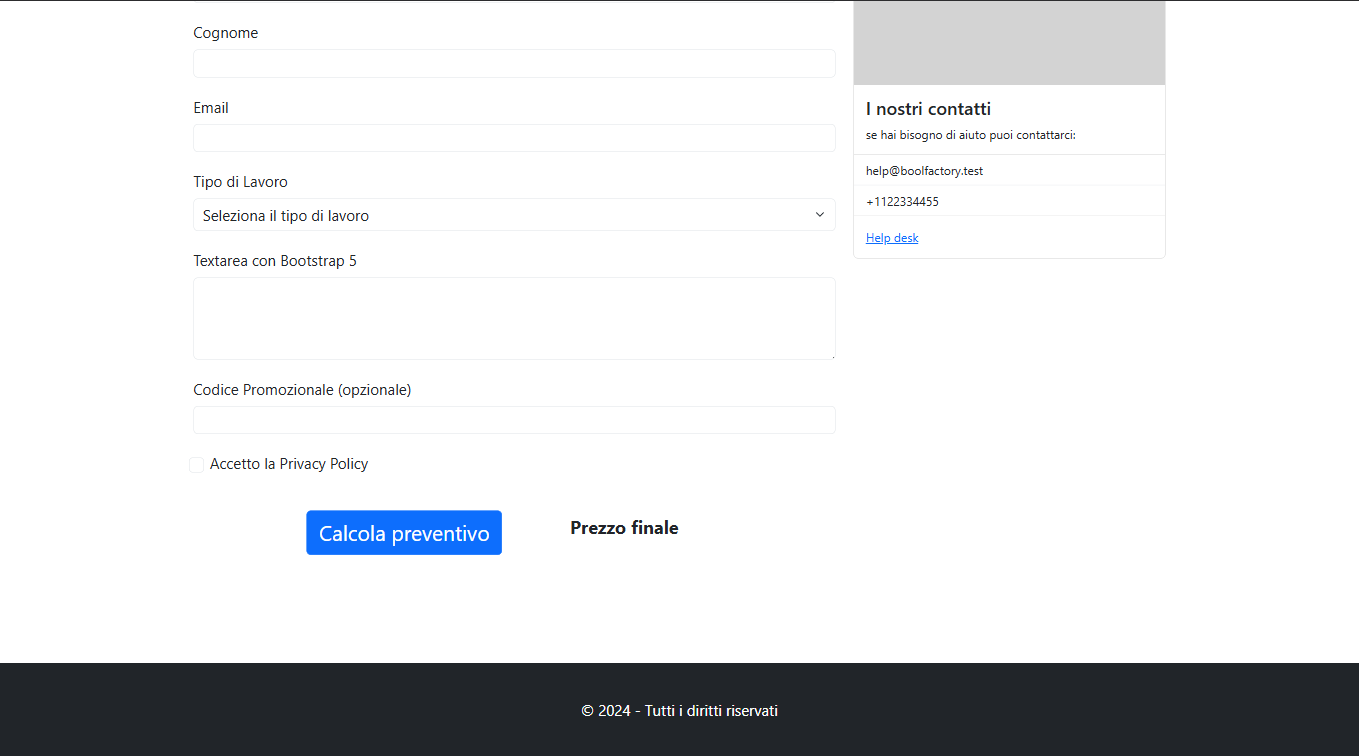 Cognome
Email
Tipo di Lavoro
Seleziona il tipo di lavoro
Textarea con Bootstrap 5
Codice Promozionale (opzionale)
Accetto la Privacy Policy
Calcola preventivo
Prezzo finale
I nostri contatti
se hai bisogno di aiuto puoi contattarci:
help@boolfactory.test
+1122334455
Help desk
© 2024 - Tutti i diritti riservati